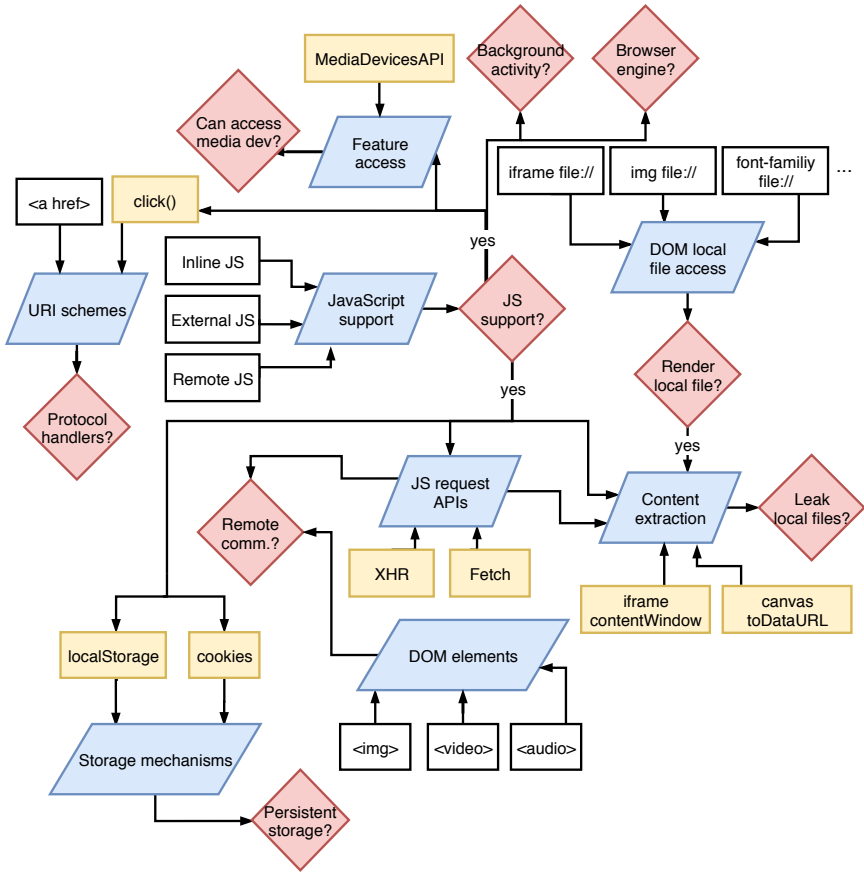 MediaDevicesAPI
Background
activity?
Browser
engine?
Can access
media dev?
Feature
access
iframe file://
img file://
font-familiy
file://
...
<a href>
click()
yes
Inline JS
External JS
Remote JS
JavaScript
support
JS
support?
DOM local
file access
URI schemes
Protocol
handlers?
Render
local file?
yes
yes
JS request
APIs
Content
extraction
Leak
local files?
Remote
comm.?
XHR
Fetch
iframe
contentWindow
canvas
toDataURL
localStorage
cookies
DOM elements
<img>
<video>
<audio>
Storage mechanisms
Persistent
storage?